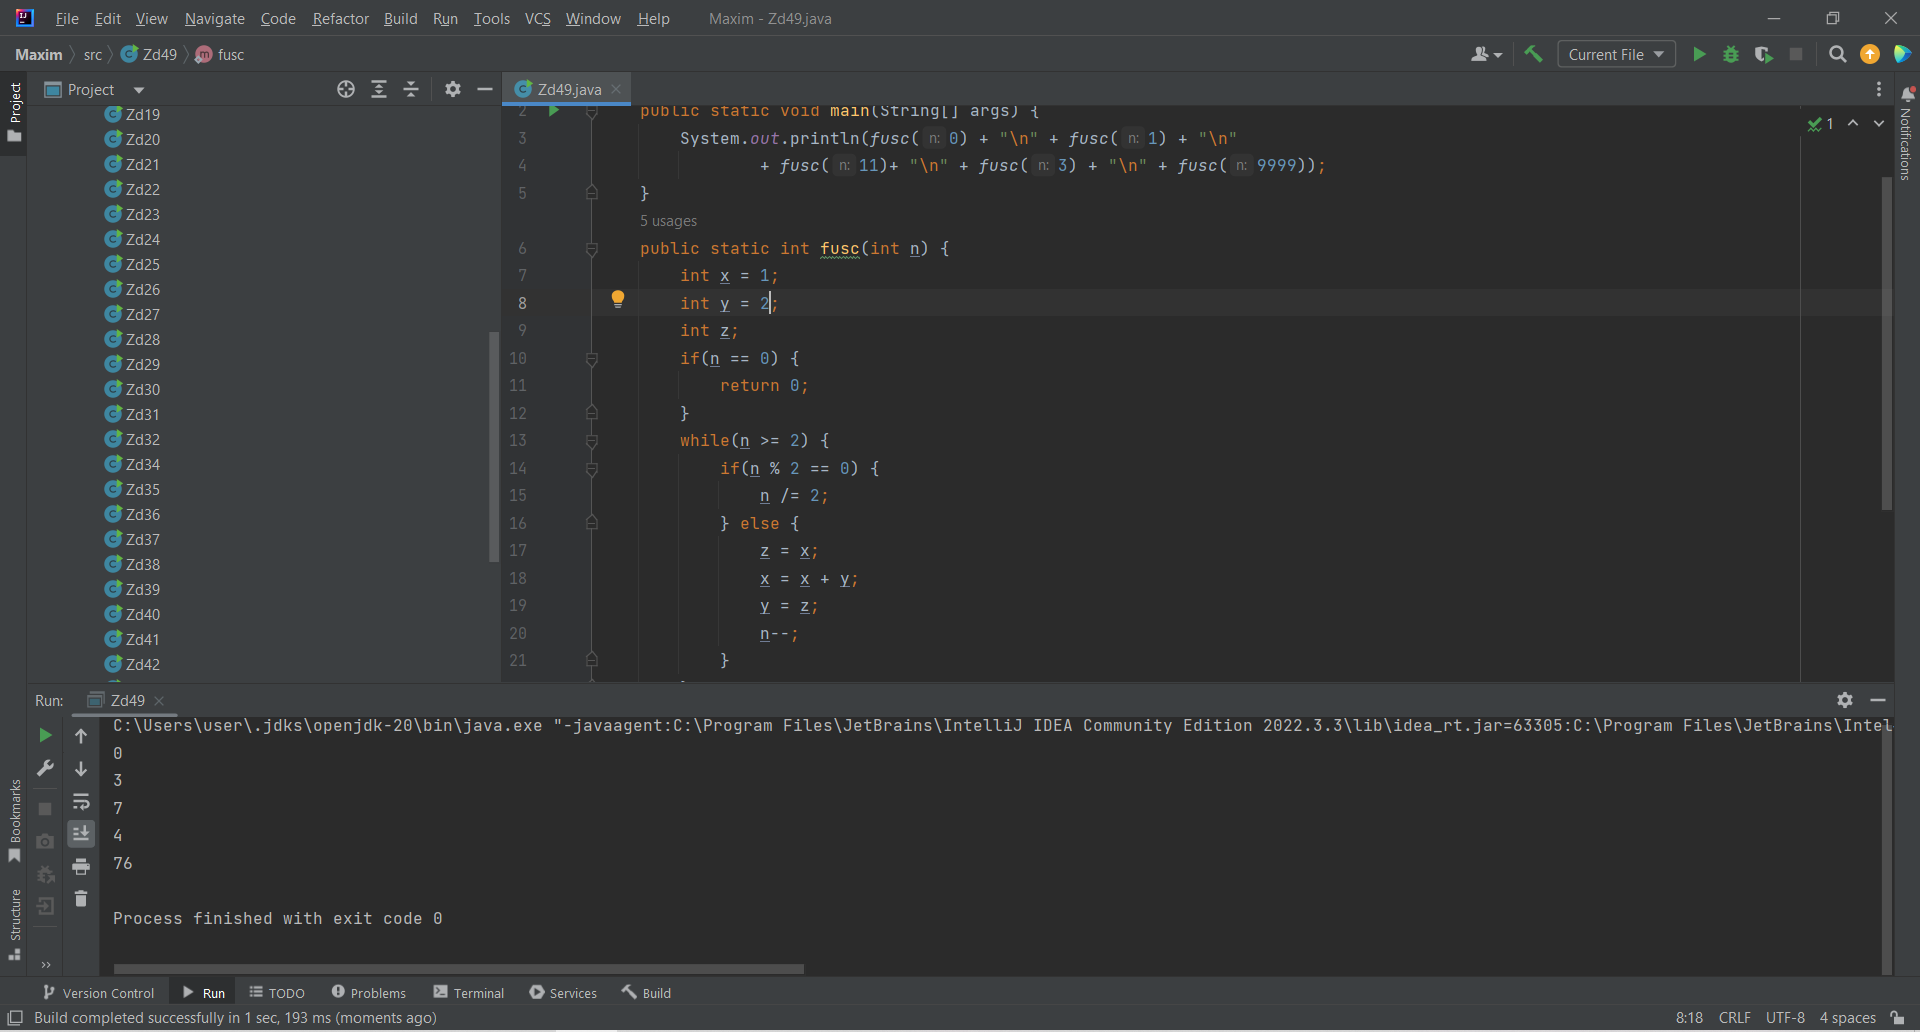 File Edit View Navigate Code Refactor Build Run Tools VCS Window Help Maxim - Zd49.java
Maxim src Zd49 fusc
Current File
Project
Zd49.java
Project
Zd19
Zd20
Zd21
Zd22
Zd23
Zd24
Zd25
Zd26
Zd27
Zd28
Zd29
Zd30
Zd31
Zd32
Zd34
Zd35
Zd36
Zd37
Zd38
Zd39
Zd40
Zd41
Zd42
2 public static void main(String[] args) {
3 System.out.println(fusc( n: 0) + "\n" + fusc( n: 1) + "\n"
4 + fusc( n: 11)+ "\n" + fusc( n: 3) + "\n" + fusc( n: 9999));
5 }
5 usages
6 public static int fusc(int n) {
7 int x = 1;
8 int y = 2;
9 int z;
10 if(n == 0) {
11 return 0;
12 }
13 while(n >= 2) {
14 if(n % 2 == 0) {
15 n /= 2;
16 } else {
17 z = x;
18 x = x + y;
19 y = z;
20 n--;
21 }
1
Notifications
Run: Zd49
C:\Users\user\.jdks\openjdk-20\bin\java.exe "-javaagent:C:\Program Files\JetBrains\IntelliJ IDEA Community Edition 2022.3.3\lib\idea_rt.jar=63305:C:\Program Files\JetBrains\Intel
0
3
7
4
76
Process finished with exit code 0
Bookmarks
Structure
Version Control Run TODO Problems Terminal Services Build
Build completed successfully in 1 sec, 193 ms (moments ago)
8:18 CRLF UTF-8 4 spaces